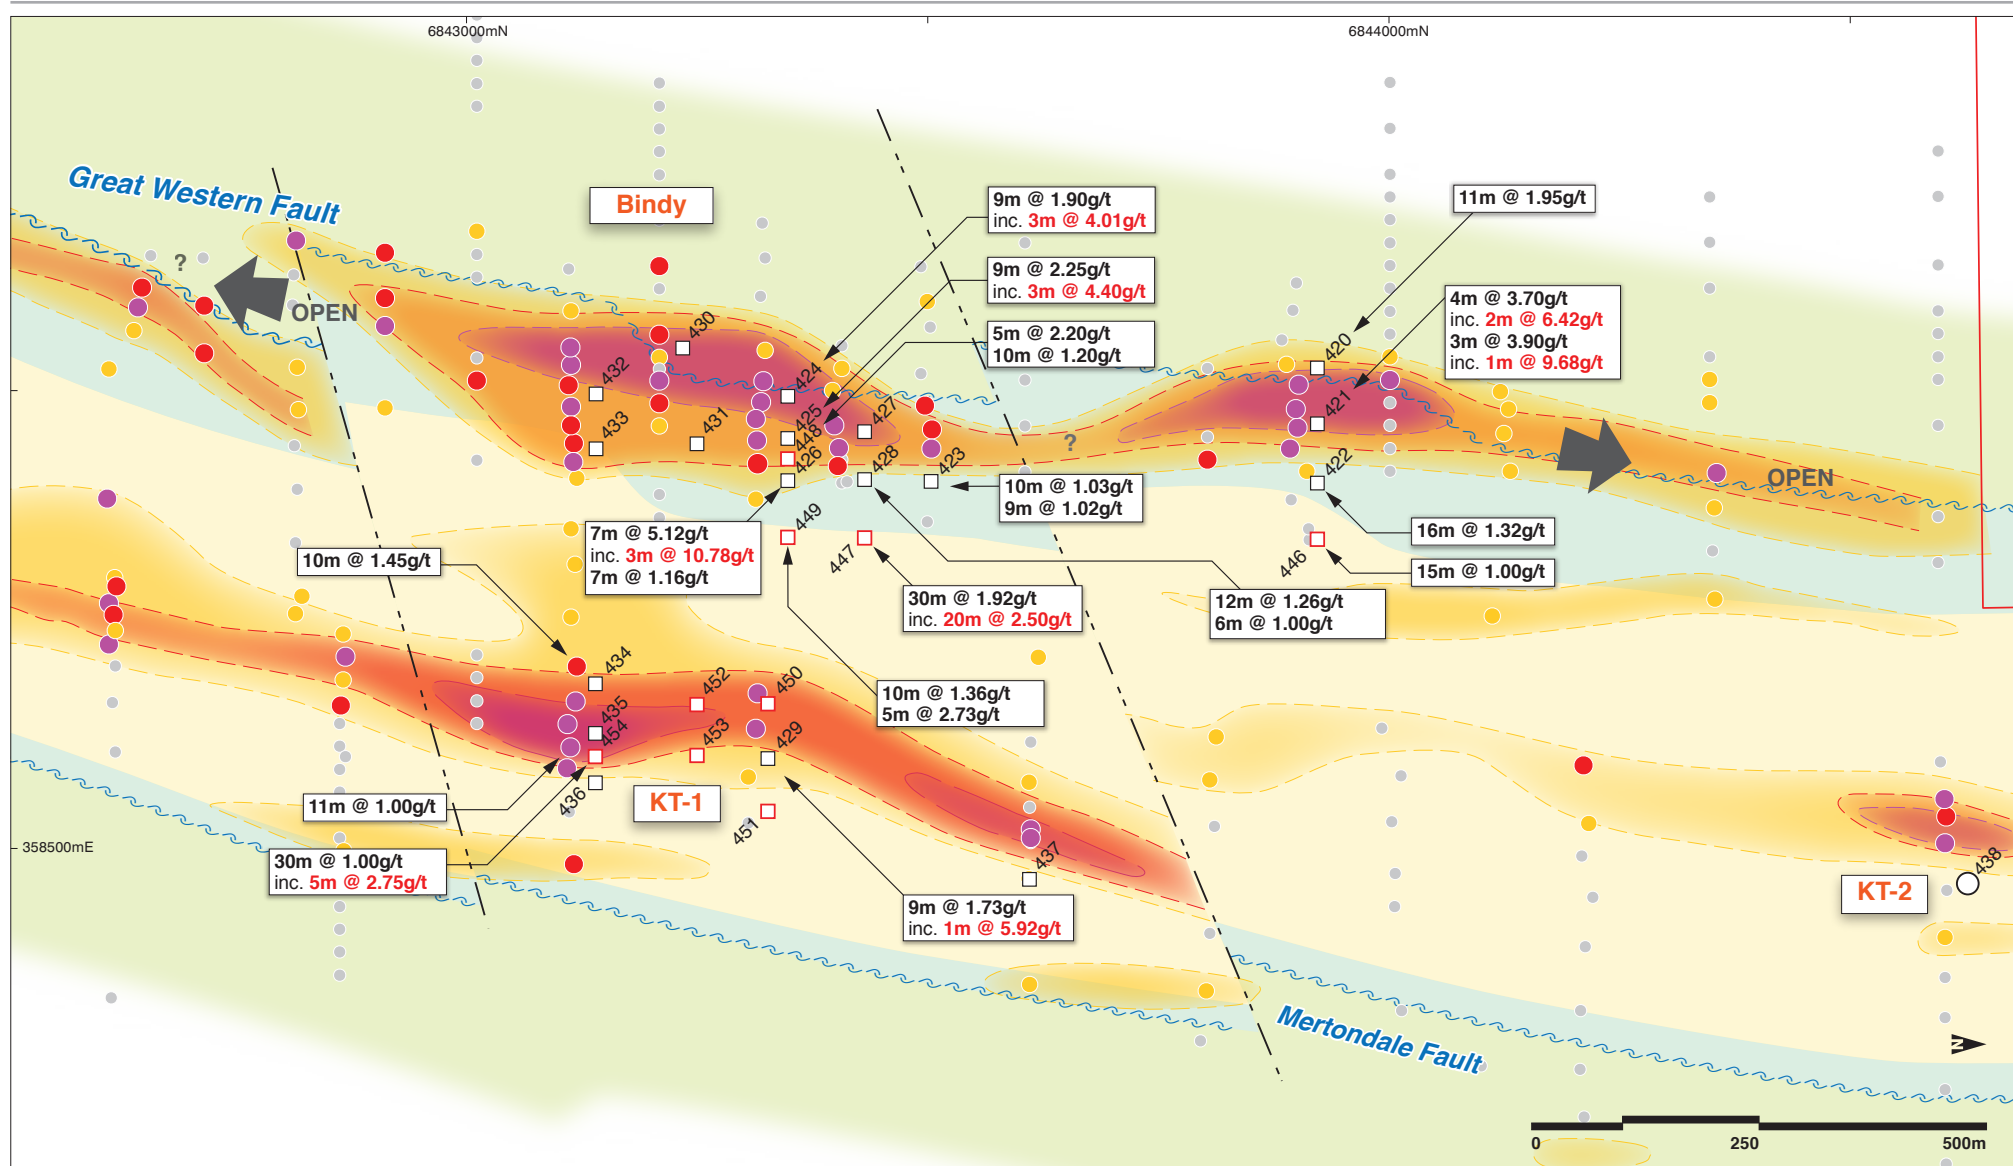 6843000mN
6844000mN
Great Western Fault
Bindy
9m @ 1.90g/t
inc. 3m @ 4.01g/t
11m @ 1.95g/t
?
OPEN
9m @ 2.25g/t
inc. 3m @ 4.40g/t
4m @ 3.70g/t
inc. 2m @ 6.42g/t
3m @ 3.90g/t
inc. 1m @ 9.68g/t
5m @ 2.20g/t
10m @ 1.20g/t
430
432
433
431
424
425
448
426
427
428
423
420
421
422
?
OPEN
10m @ 1.03g/t
9m @ 1.02g/t
7m @ 5.12g/t
inc. 3m @ 10.78g/t
7m @ 1.16g/t
449
447
446
16m @ 1.32g/t
15m @ 1.00g/t
10m @ 1.45g/t
30m @ 1.92g/t
inc. 20m @ 2.50g/t
12m @ 1.26g/t
6m @ 1.00g/t
434
435
454
436
452
453
450
429
451
437
438
10m @ 1.36g/t
5m @ 2.73g/t
11m @ 1.00g/t
KT-1
358500mE
30m @ 1.00g/t
inc. 5m @ 2.75g/t
9m @ 1.73g/t
inc. 1m @ 5.92g/t
KT-2
Mertondale Fault
N
0 250 500m